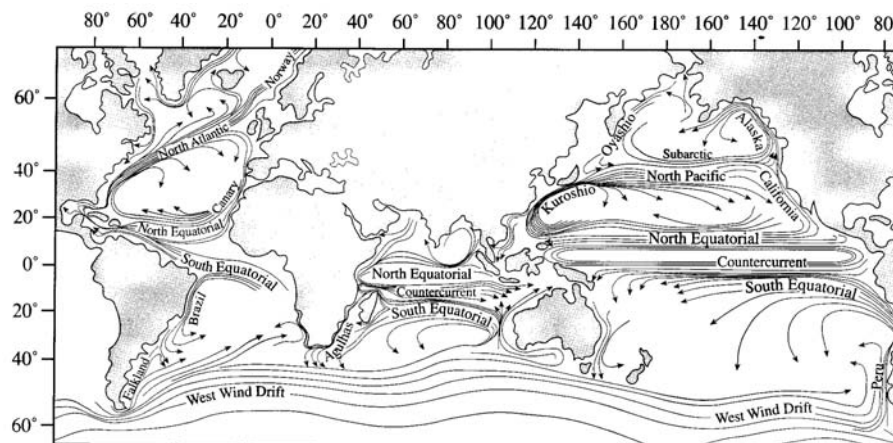 80° 60° 40° 20° 0° 20° 40° 60° 80° 100° 120° 140° 160° 180° 160° 140° 120° 100° 80°
60°
40°
20°
0°
20°
40°
60°
Norway
North Atlantic
Canary
North Equatorial
South Equatorial
Brazil
Falkland
West Wind Drift
Agulhas
North Equatorial
Countercurrent
South Equatorial
Oyashio
Alaska
Subarctic
North Pacific
Kuroshio
California
North Equatorial
Countercurrent
South Equatorial
Peru
West Wind Drift